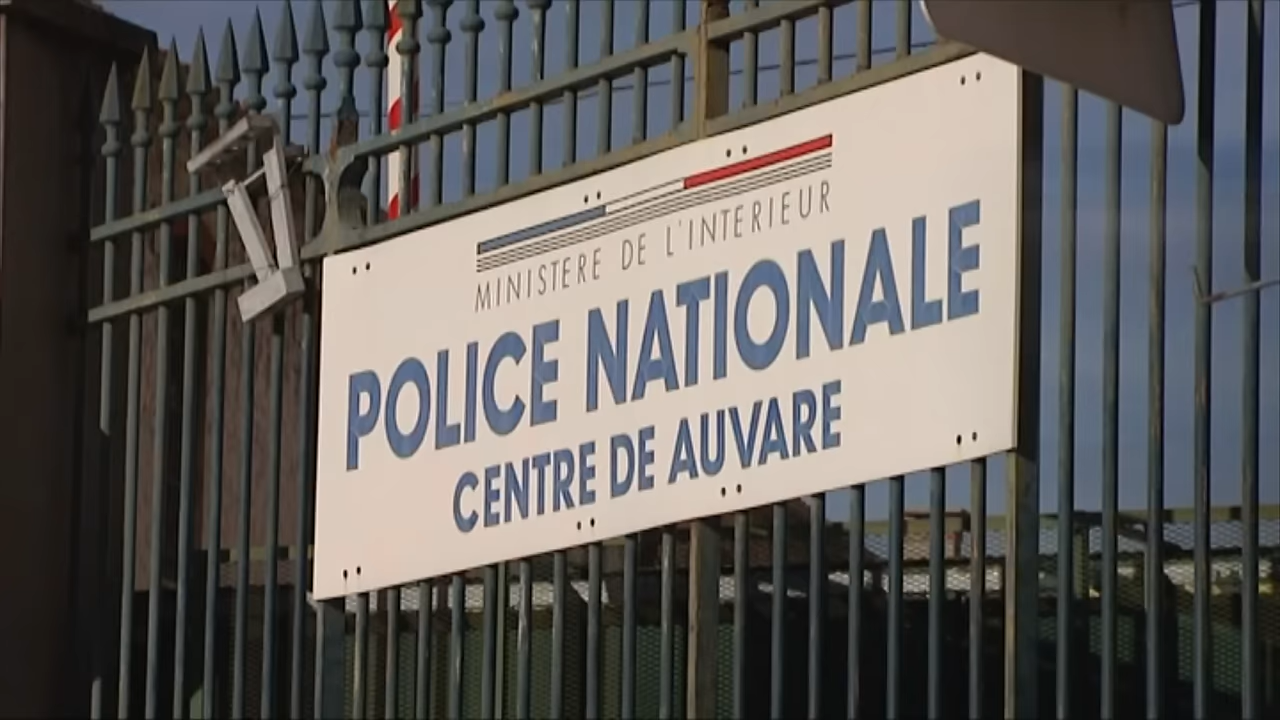 MINISTERE DE L'INTERIEUR
POLICE NATIONALE
CENTRE DE AUVARE